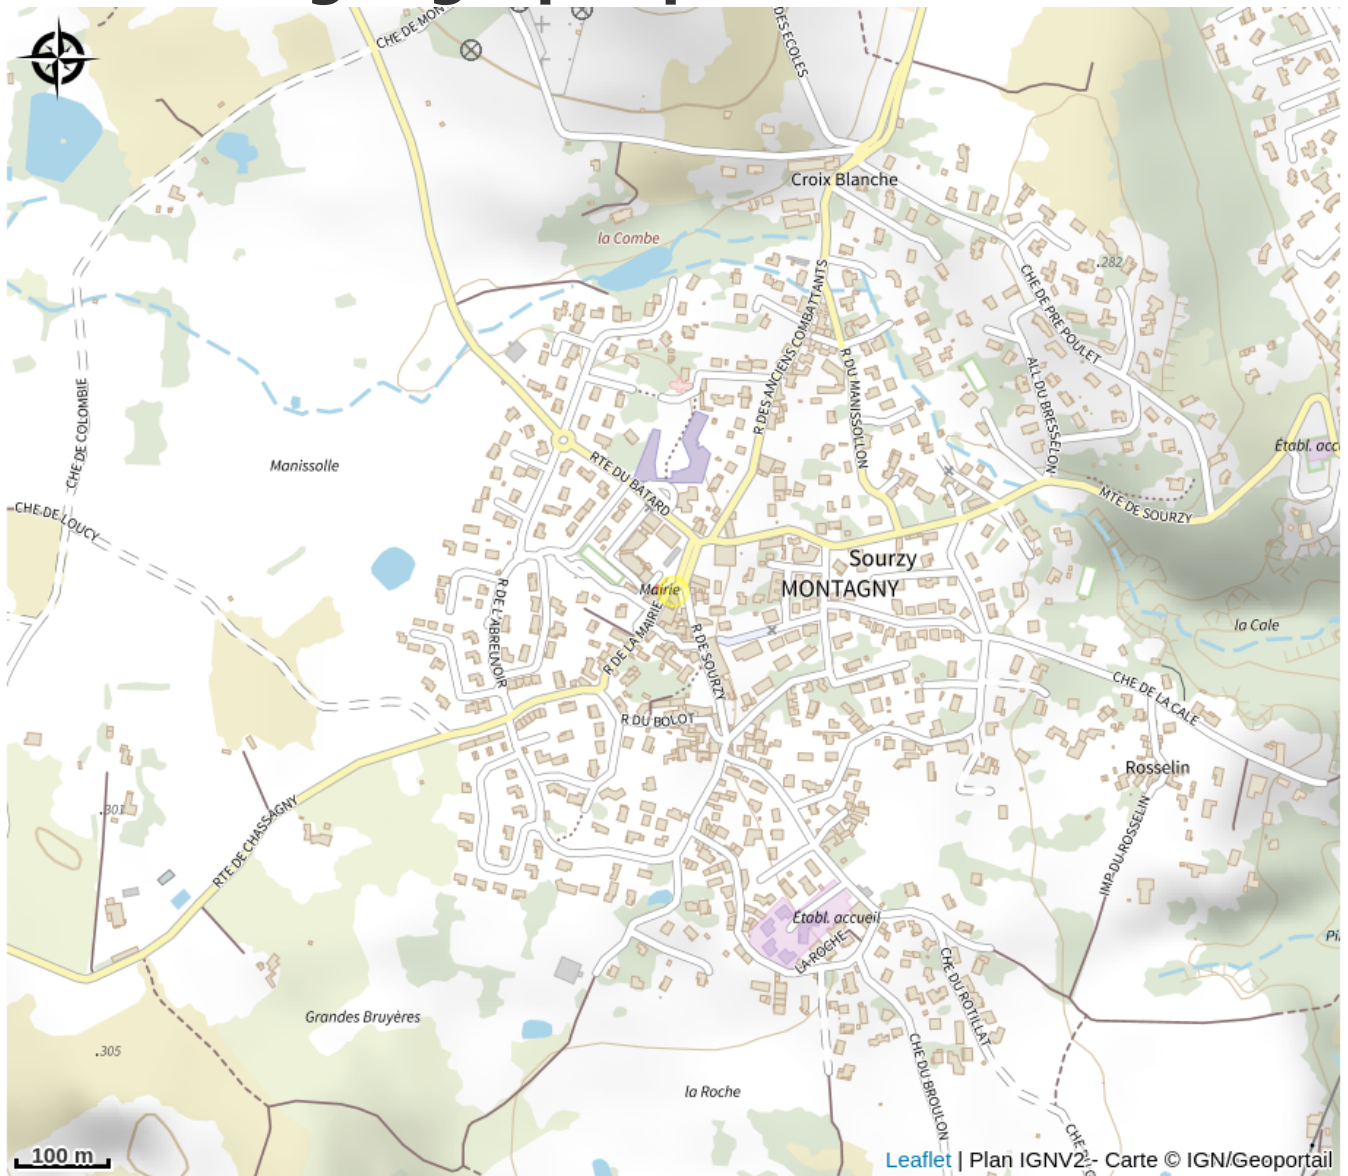 CHE DE MON
DES ECOLES
Croix Blanche
la Combe
.282
CHE DE PRE POULET
R DES ANCIENS COMBATTANTS
R DU MANISSOLLON
ALL DU BRESSELON
CHE DE COLOMBIE
Manissolle
RTE DU BATARD
Établ. acc
MTE DE SOURZY
CHE DE LOUCY
Sourzy
MONTAGNY
Mairie
R DE L'ABREUVOIR
R DE LA MAIRIE
R DE SOURZY
la Cale
CHE DE LA CALE
R DU BOLOT
Rosselin
.301
RTE DE CHASSAGNY
IMP DU ROSSELIN
Établ. accueil
LA ROCHE
Pi
CHE DU ROTILLAT
Grandes Bruyères
.305
CHE DU BROULON
la Roche
CHE
100 m
Leaflet | Plan IGNV2 - Carte © IGN/Geoportail